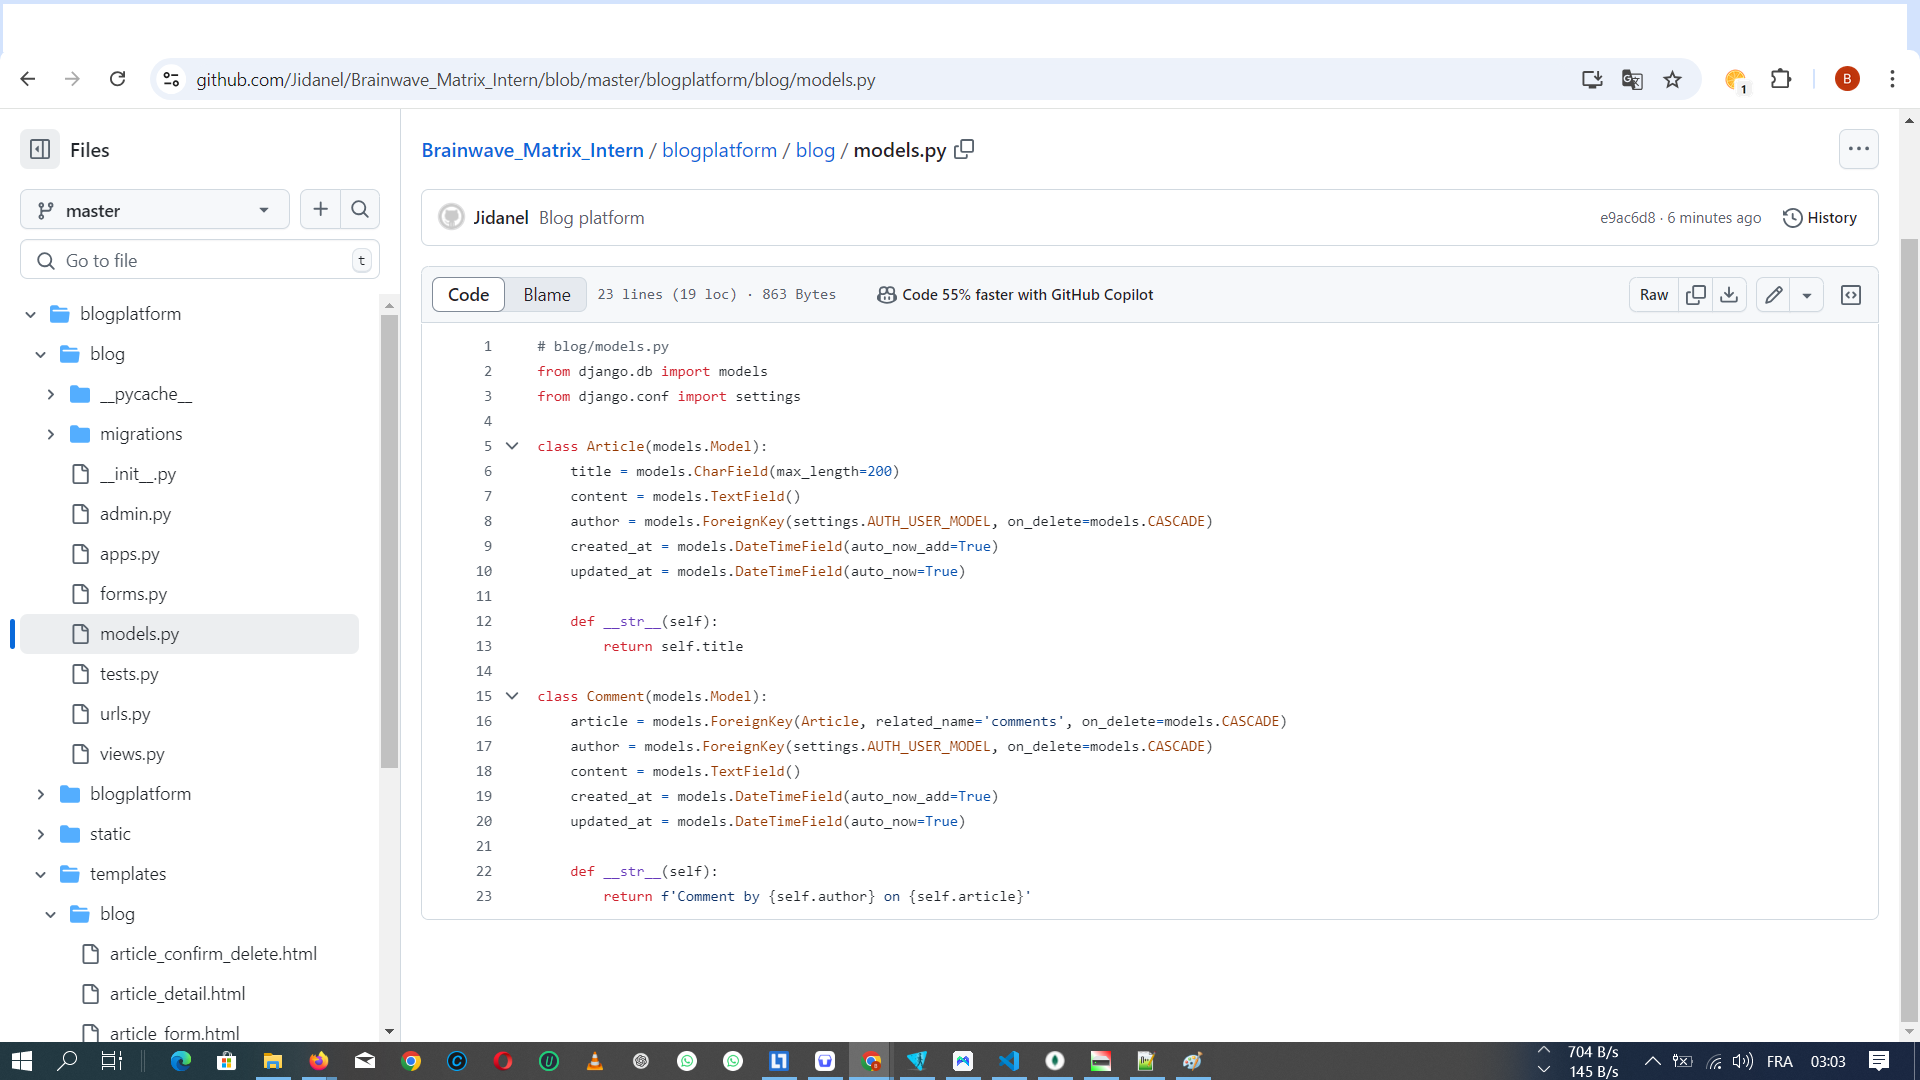 github.com/Jidanel/Brainwave_Matrix_Intern/blob/master/blogplatform/blog/models.py
1
B
Files
master
Go to file
t
blogplatform
blog
__pycache__
migrations
__init__.py
admin.py
apps.py
forms.py
models.py
tests.py
urls.py
views.py
blogplatform
static
templates
blog
article_confirm_delete.html
article_detail.html
article_form.html
Brainwave_Matrix_Intern / blogplatform / blog / models.py
Jidanel Blog platform
e9ac6d8 · 6 minutes ago
History
Code Blame 23 lines (19 loc) · 863 Bytes
Code 55% faster with GitHub Copilot
Raw
1 # blog/models.py
2 from django.db import models
3 from django.conf import settings
4
5 class Article(models.Model):
6 title = models.CharField(max_length=200)
7 content = models.TextField()
8 author = models.ForeignKey(settings.AUTH_USER_MODEL, on_delete=models.CASCADE)
9 created_at = models.DateTimeField(auto_now_add=True)
10 updated_at = models.DateTimeField(auto_now=True)
11
12 def __str__(self):
13 return self.title
14
15 class Comment(models.Model):
16 article = models.ForeignKey(Article, related_name='comments', on_delete=models.CASCADE)
17 author = models.ForeignKey(settings.AUTH_USER_MODEL, on_delete=models.CASCADE)
18 content = models.TextField()
19 created_at = models.DateTimeField(auto_now_add=True)
20 updated_at = models.DateTimeField(auto_now=True)
21
22 def __str__(self):
23 return f'Comment by {self.author} on {self.article}'
704 B/s
145 B/s
FRA
03:03